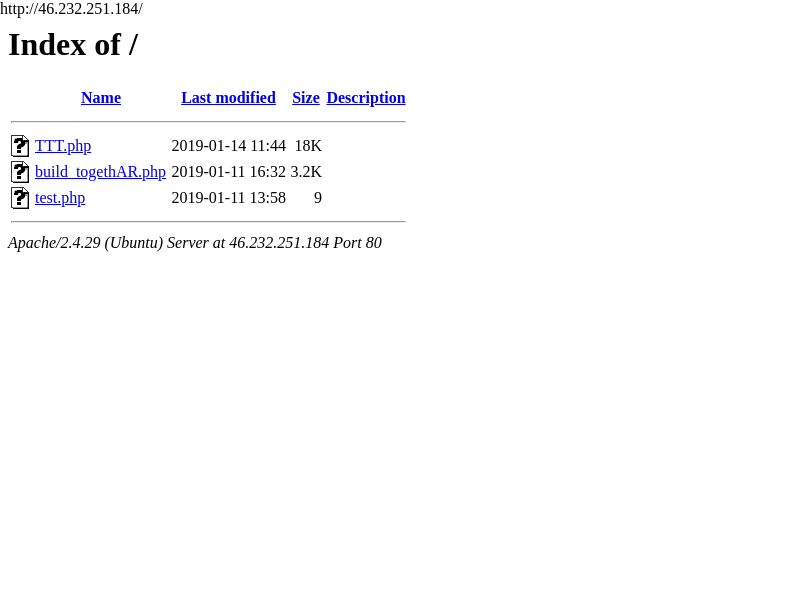 http://46.232.251.184/
Index of /
Name Last modified Size Description
TTT.php 2019-01-14 11:44 18K
build_togethAR.php 2019-01-11 16:32 3.2K
test.php 2019-01-11 13:58 9
Apache/2.4.29 (Ubuntu) Server at 46.232.251.184 Port 80